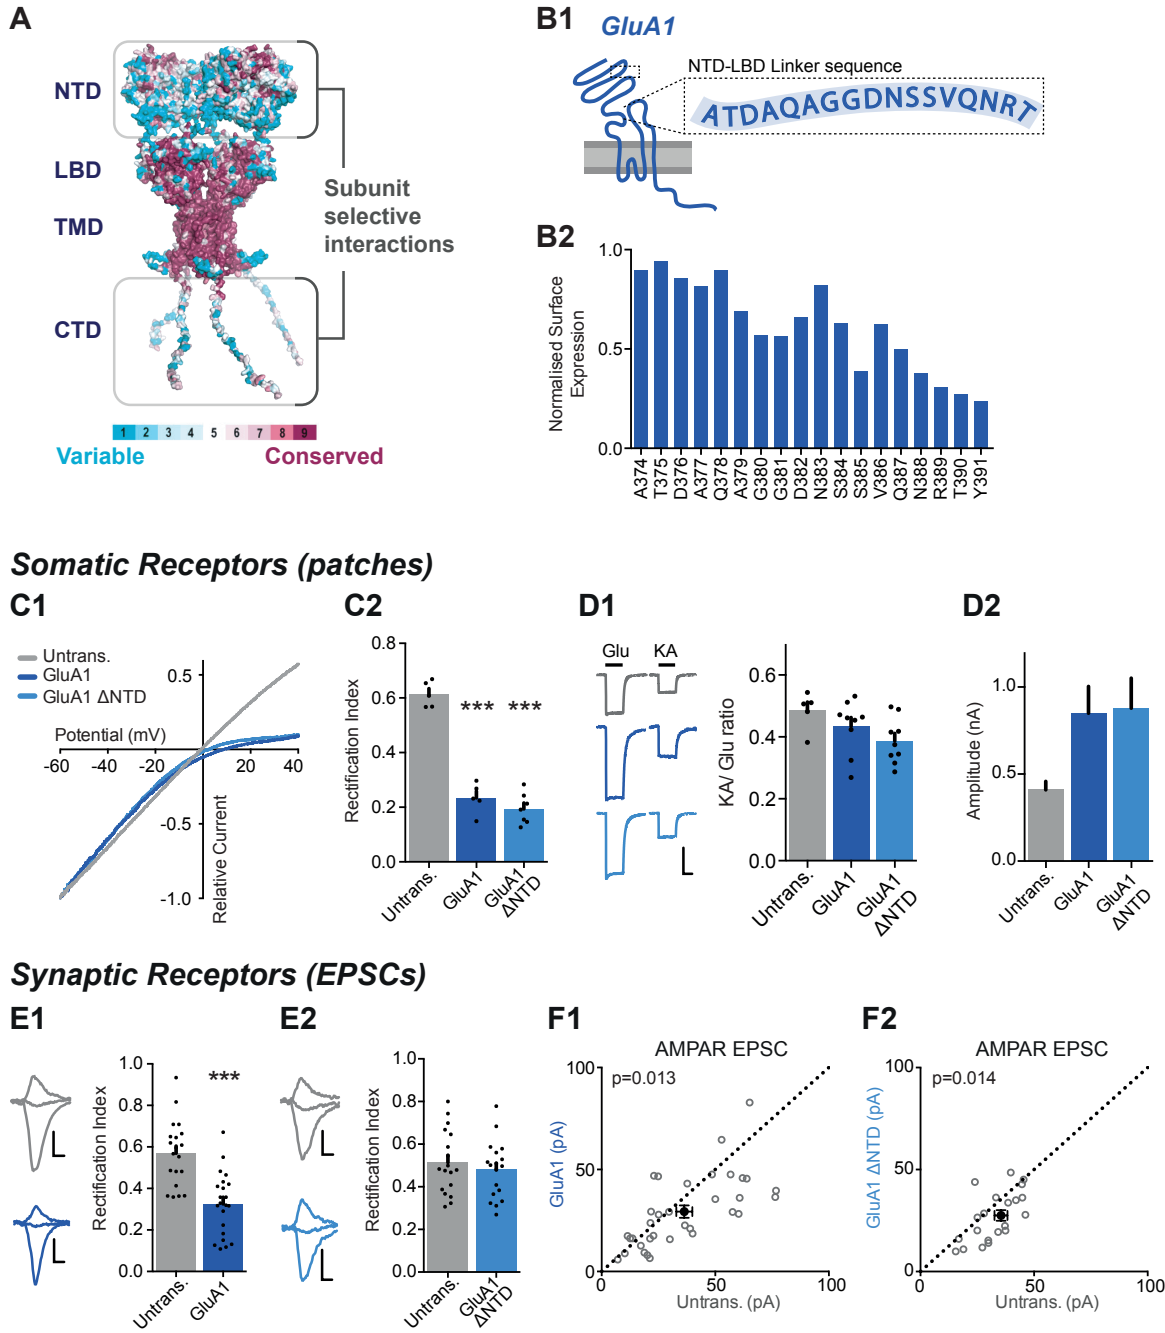 A
NTD
LBD
TMD
CTD
Subunit
selective
interactions
1 2 3 4 5 6 7 8 9
Variable
Conserved
B1
GluA1
NTD-LBD Linker sequence
ATDAQAGGDNSSVQNRT
B2
Normalised Surface
Expression
1.0
0.5
0.0
A374
T375
D376
A377
Q378
A379
G380
G381
D382
N383
S384
S385
V386
Q387
N388
R389
T390
Y391
Somatic Receptors (patches)
C1
Untrans.
GluA1
GluA1 ΔNTD
Potential (mV)
-60
-20
20
40
0.5
-0.5
-1.0
Relative Current
C2
Rectification Index
0.8
0.6
0.4
0.2
0.0
***
***
Untrans.
GluA1
GluA1
ΔNTD
D1
Glu
KA
KA/ Glu ratio
0.6
0.4
0.2
0.0
Untrans.
GluA1
GluA1
ΔNTD
D2
Amplitude (nA)
1.0
0.5
0.0
Untrans.
GluA1
GluA1
ΔNTD
Synaptic Receptors (EPSCs)
E1
Rectification Index
1.0
0.8
0.6
0.4
0.2
0.0
***
Untrans.
GluA1
E2
Rectification Index
1.0
0.8
0.6
0.4
0.2
0.0
Untrans.
GluA1
ΔNTD
F1
AMPAR EPSC
p=0.013
GluA1 (pA)
100
50
0
0
50
100
Untrans. (pA)
F2
AMPAR EPSC
p=0.014
GluA1 ΔNTD (pA)
100
50
0
0
50
100
Untrans. (pA)